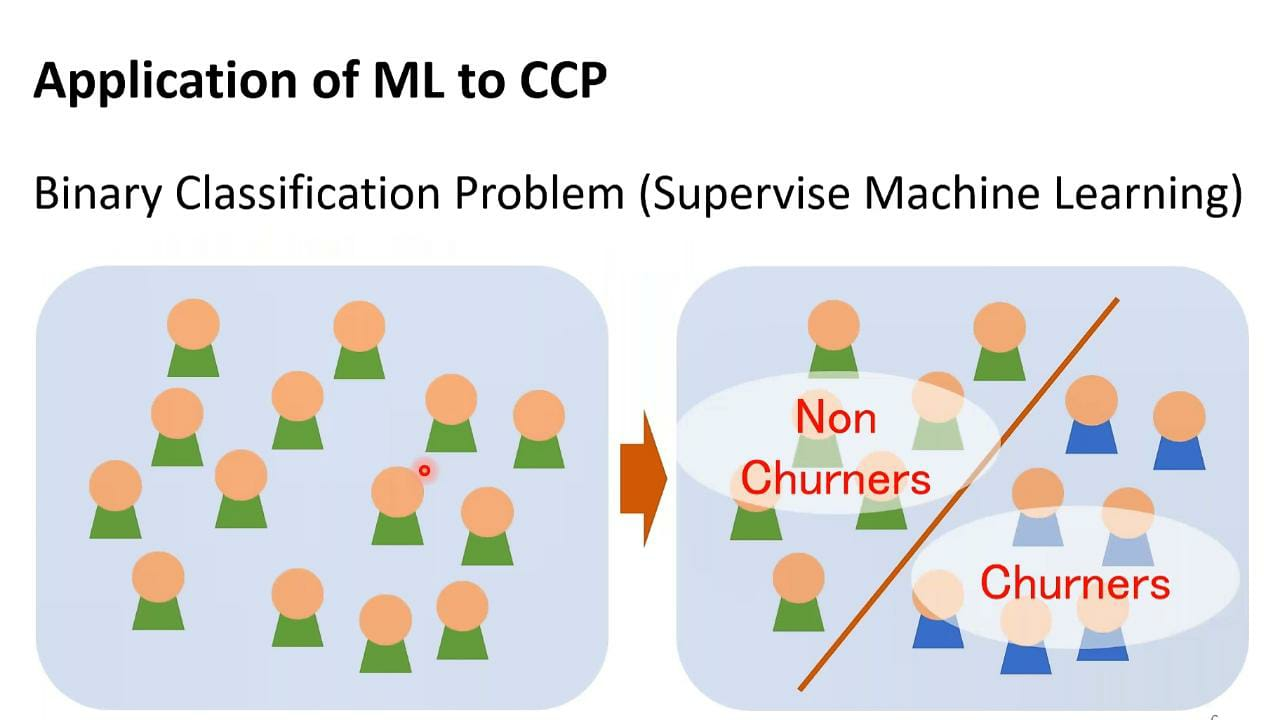 Application of ML to CCP
Binary Classification Problem (Supervise Machine Learning)
Non
Churners
Churners